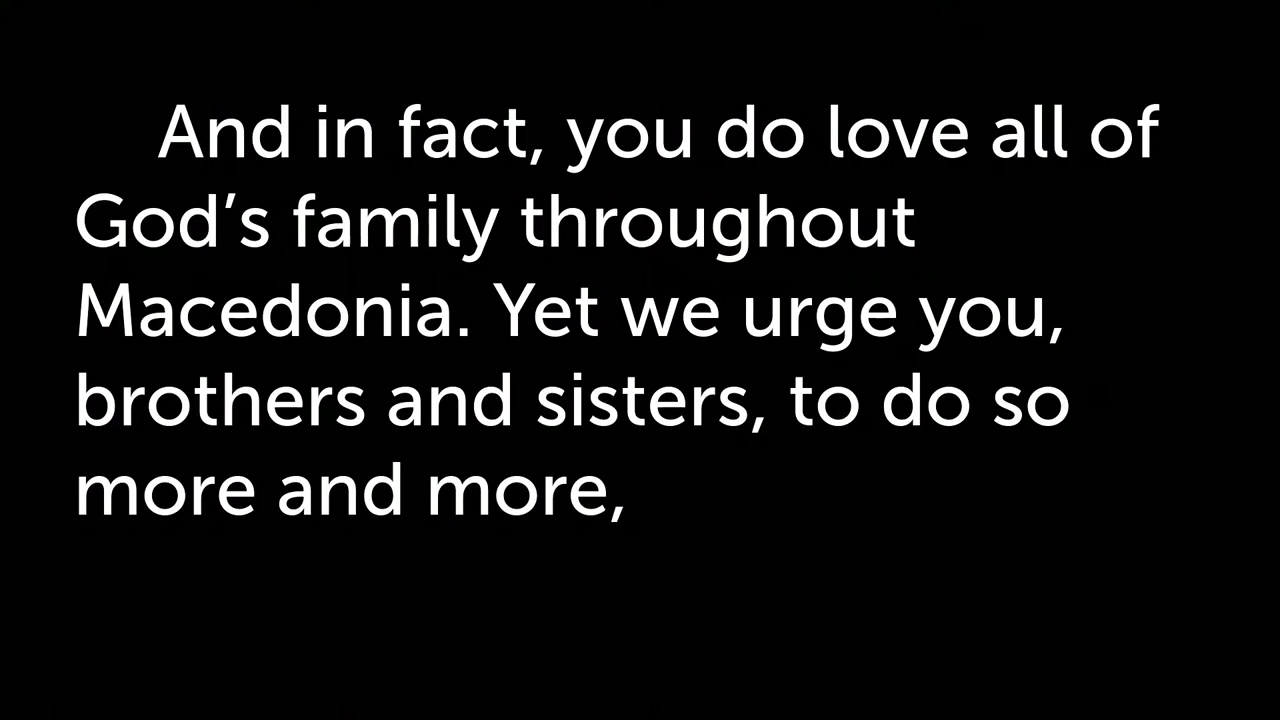 And in fact, you do love all of
God’s family throughout
Macedonia. Yet we urge you,
brothers and sisters, to do so
more and more,